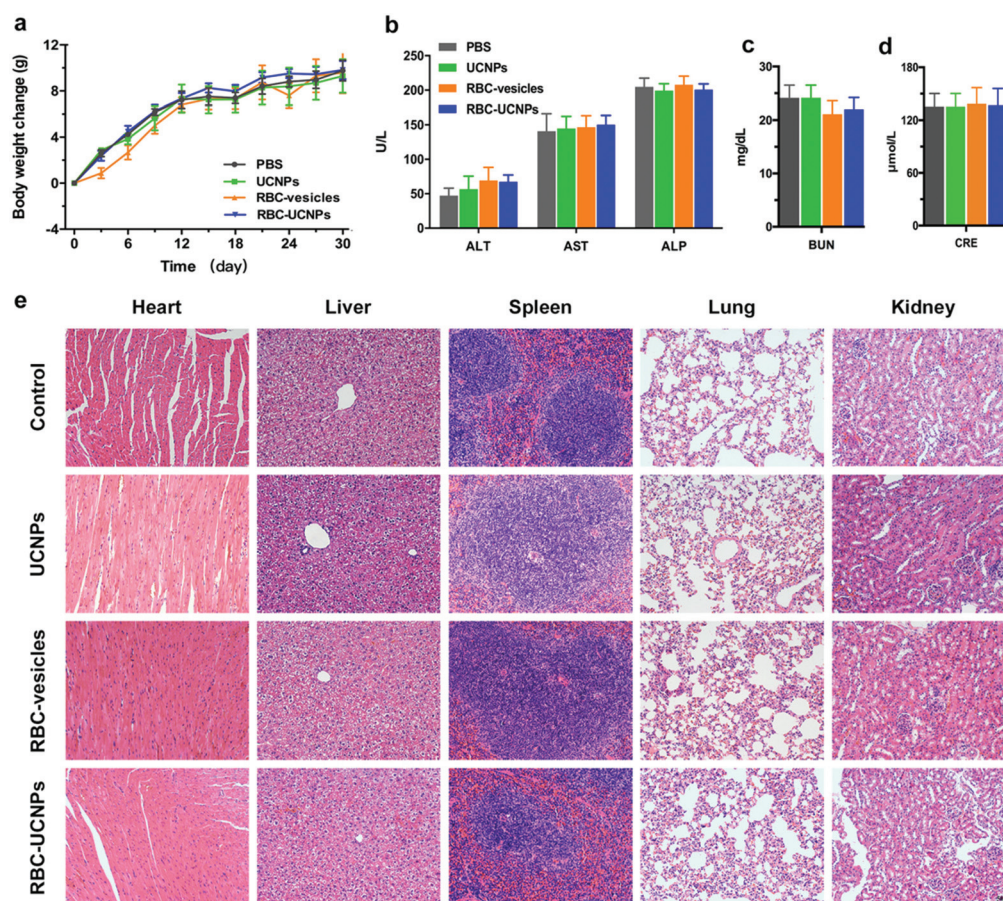 a
Body weight change (g)
12
8
4
0
-4
0
6
12
18
24
30
Time (day)
PBS
UCNPs
RBC-vesicles
RBC-UCNPs
b
U/L
250
200
150
100
50
0
PBS
UCNPs
RBC-vesicles
RBC-UCNPs
ALT
AST
ALP
c
mg/dL
30
20
10
0
BUN
d
μmol/L
180
135
90
45
0
CRE
e
Heart
Liver
Spleen
Lung
Kidney
Control
UCNPs
RBC-vesicles
RBC-UCNPs